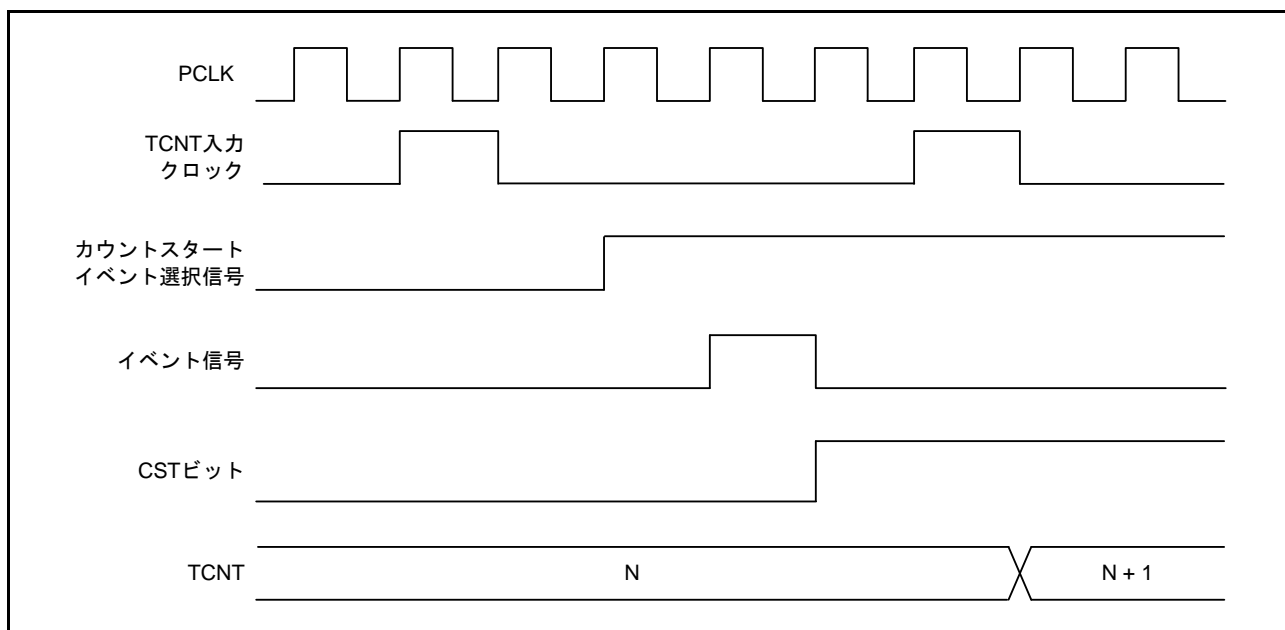 PCLK
TCNT入力
クロック
カウントスタート
イベント選択信号
イベント信号
CSTビット
TCNT
N
N + 1